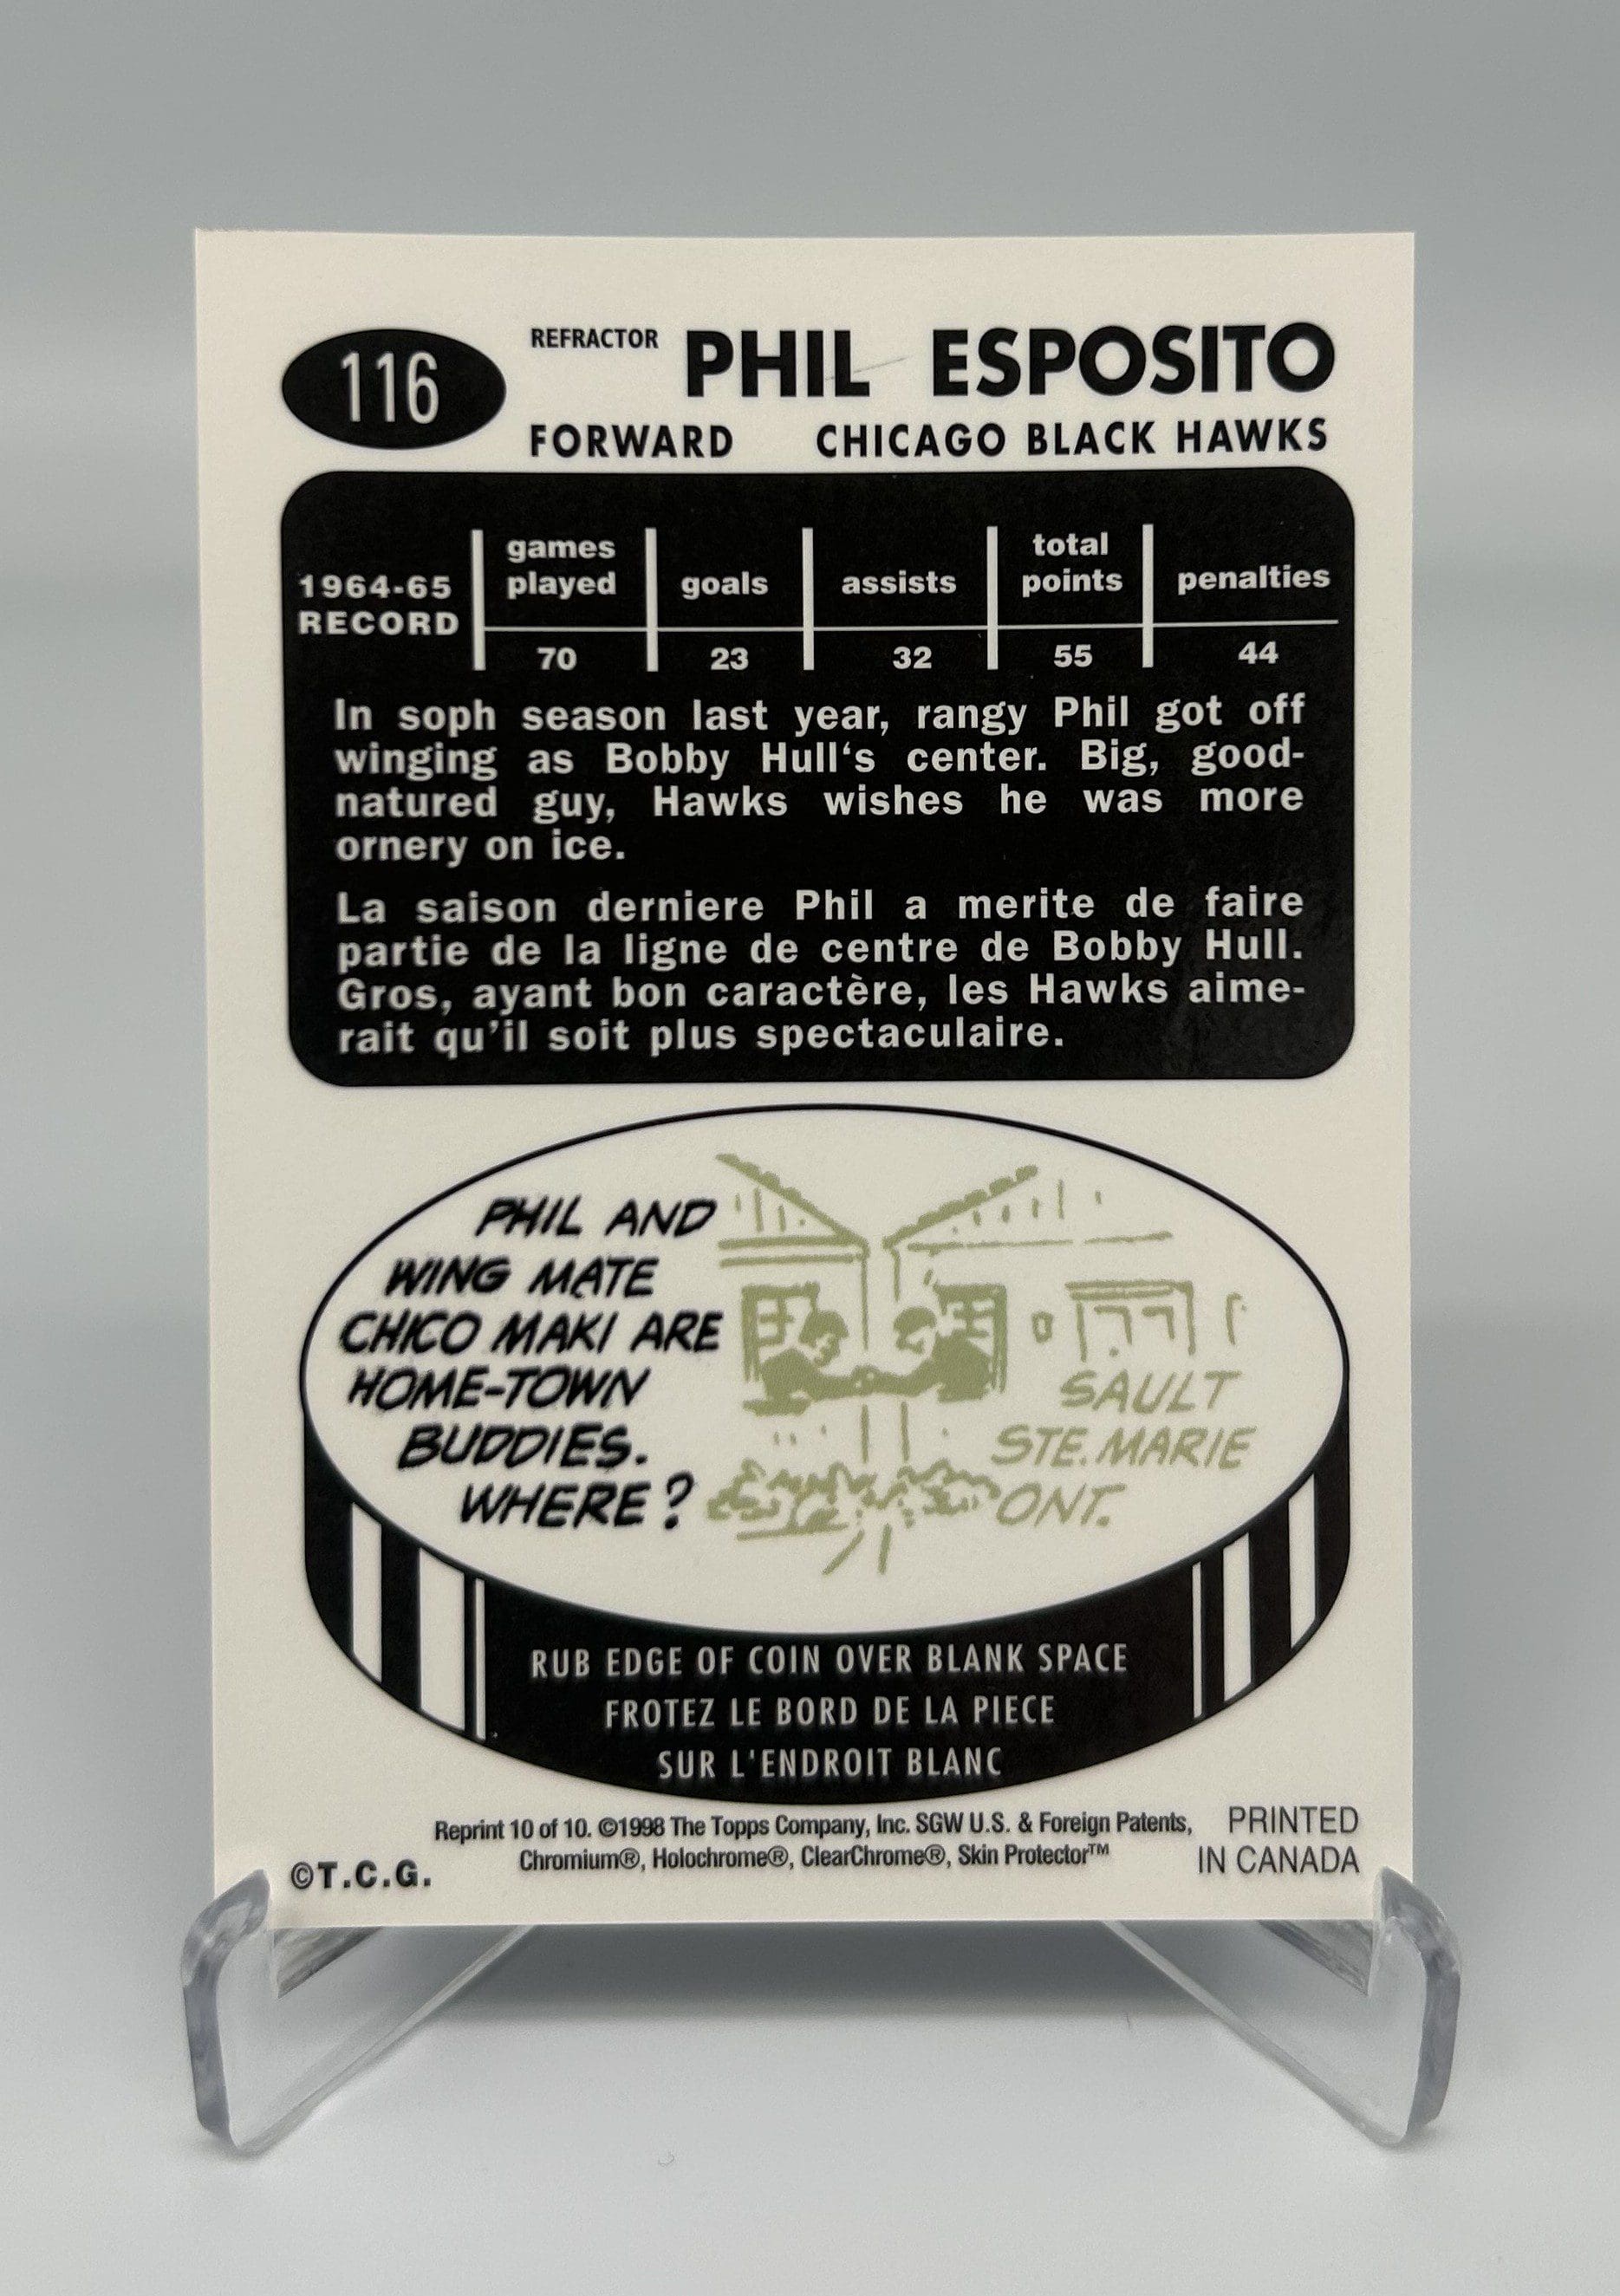 116
REFRACTOR PHIL ESPOSITO
FORWARD CHICAGO BLACK HAWKS
1964-65 RECORD
games played goals assists total points penalties
70 23 32 55 44
In soph season last year, rangy Phil got off
winging as Bobby Hull‘s center. Big, good-
natured guy, Hawks wishes he was more
ornery on ice.
La saison derniere Phil a merite de faire
partie de la ligne de centre de Bobby Hull.
Gros, ayant bon caractère, les Hawks aime-
rait qu’il soit plus spectaculaire.
PHIL AND
WING MATE
CHICO MAKI ARE
HOME-TOWN
BUDDIES.
WHERE?
SAULT
STE. MARIE
ONT.
RUB EDGE OF COIN OVER BLANK SPACE
FROTEZ LE BORD DE LA PIECE
SUR L'ENDROIT BLANC
Reprint 10 of 10. ©1998 The Topps Company, Inc. SGW U.S. & Foreign Patents,
Chromium®, Holochrome®, ClearChrome®, Skin Protector™
©T.C.G.
PRINTED
IN CANADA